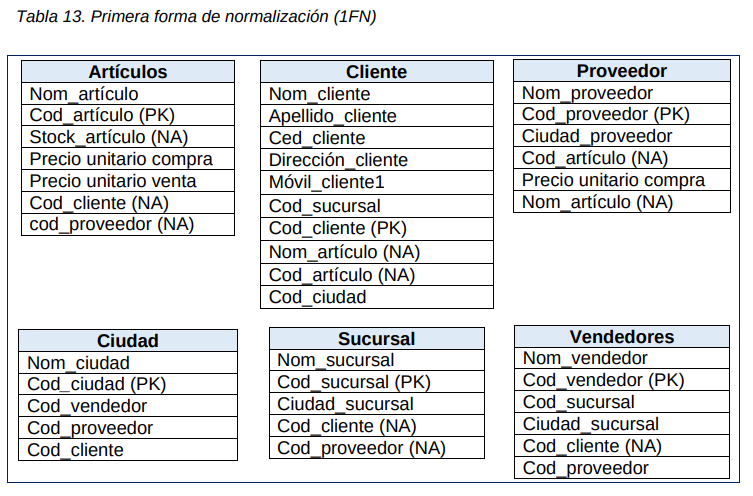 Tabla 13. Primera forma de normalización (1FN)
Artículos
Nom_artículo
Cod_artículo (PK)
Stock_artículo (NA)
Precio unitario compra
Precio unitario venta
Cod_cliente (NA)
cod_proveedor (NA)
Cliente
Nom_cliente
Apellido_cliente
Ced_cliente
Dirección_cliente
Móvil_cliente1
Cod_sucursal
Cod_cliente (PK)
Nom_artículo (NA)
Cod_artículo (NA)
Cod_ciudad
Proveedor
Nom_proveedor
Cod_proveedor (PK)
Ciudad_proveedor
Cod_artículo (NA)
Precio unitario compra
Nom_artículo (NA)
Ciudad
Nom_ciudad
Cod_ciudad (PK)
Cod_vendedor
Cod_proveedor
Cod_cliente
Sucursal
Nom_sucursal
Cod_sucursal (PK)
Ciudad_sucursal
Cod_cliente (NA)
Cod_proveedor (NA)
Vendedores
Nom_vendedor
Cod_vendedor (PK)
Cod_sucursal
Ciudad_sucursal
Cod_cliente (NA)
Cod_proveedor